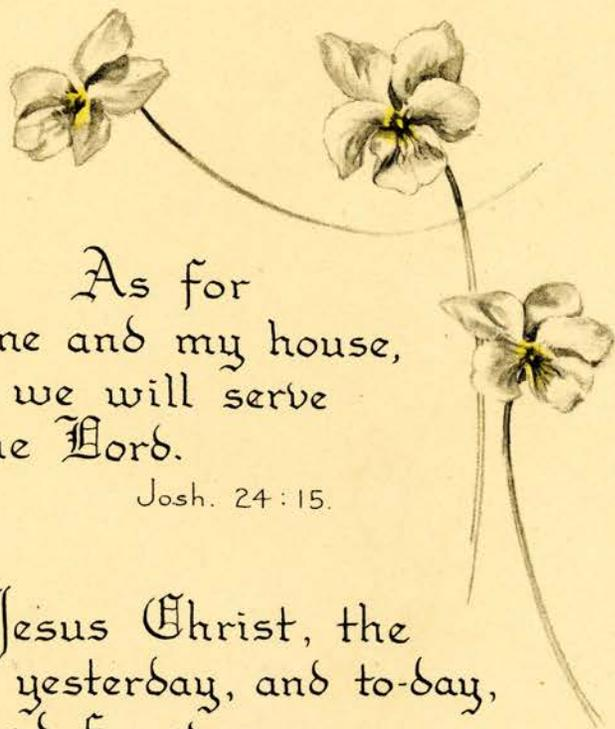 As for
me and my house,
we will serve
Lord.
Josh. 24:15.
Jesus Christ, the
yesterday, and to-day,